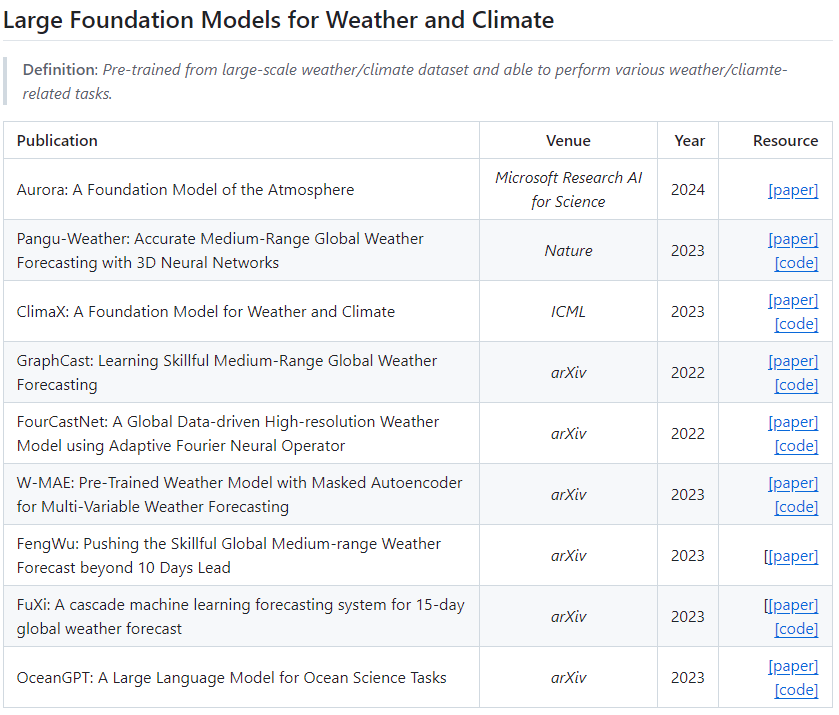 Large Foundation Models for Weather and Climate
Definition: Pre-trained from large-scale weather/climate dataset and able to perform various weather/cliamte-
related tasks.
Publication Venue Year Resource
Aurora: A Foundation Model of the Atmosphere Microsoft Research AI
for Science 2024 [paper]
Pangu-Weather: Accurate Medium-Range Global Weather
Forecasting with 3D Neural Networks Nature 2023 [paper]
[code]
ClimaX: A Foundation Model for Weather and Climate ICML 2023 [paper]
[code]
GraphCast: Learning Skillful Medium-Range Global Weather
Forecasting arXiv 2022 [paper]
[code]
FourCastNet: A Global Data-driven High-resolution Weather
Model using Adaptive Fourier Neural Operator arXiv 2022 [paper]
[code]
W-MAE: Pre-Trained Weather Model with Masked Autoencoder
for Multi-Variable Weather Forecasting arXiv 2023 [paper]
[code]
FengWu: Pushing the Skillful Global Medium-range Weather
Forecast beyond 10 Days Lead arXiv 2023 [[paper]
FuXi: A cascade machine learning forecasting system for 15-day
global weather forecast arXiv 2023 [[paper]
[code]
OceanGPT: A Large Language Model for Ocean Science Tasks arXiv 2023 [paper]
[code]